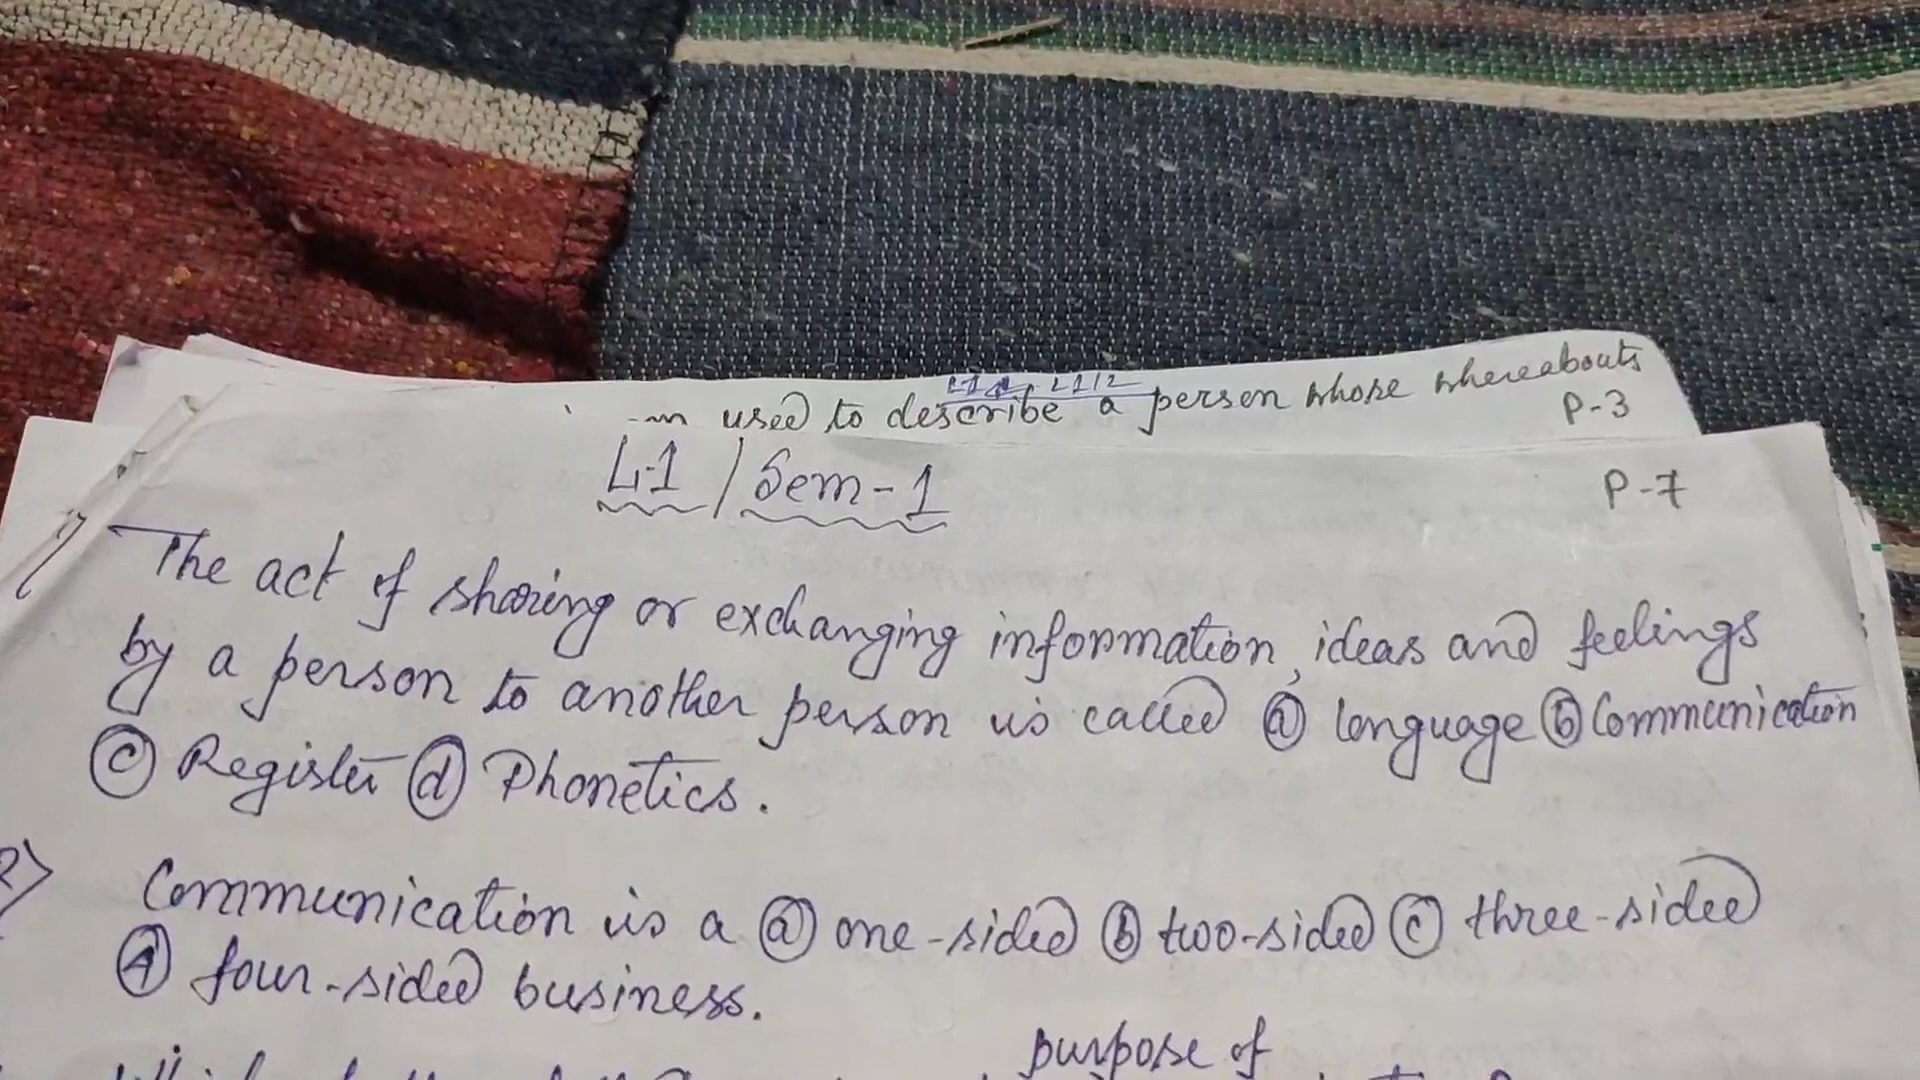 used to describe a person whose whereabouts
P-3
L-1 / Sem-1
P-7
The act of sharing or exchanging information, ideas and feelings
by a person to another person is called ⓐ language ⓑ Communication
ⓒ Register ⓓ Phonetics.
2) Communication is a ⓐ one-sided ⓑ two-sided ⓒ three-sided
ⓓ four-sided business.
purpose of